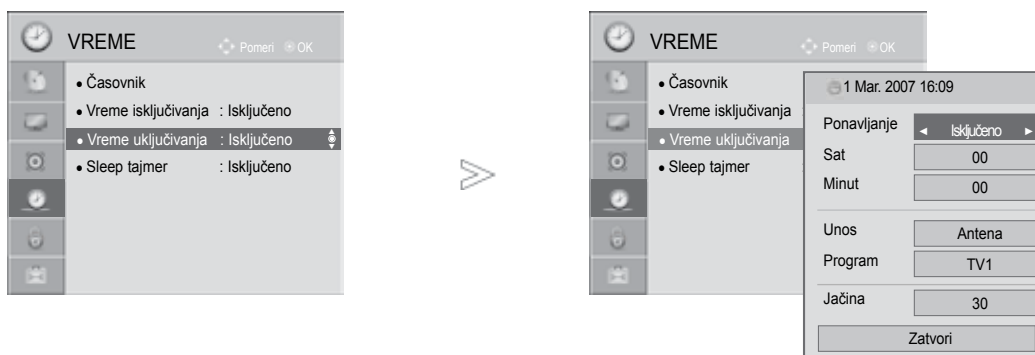 VREME
Pomeri OK
• Časovnik
• Vreme isključivanja : Isključeno
• Vreme uključivanja : Isključeno
• Sleep tajmer : Isključeno
>>
VREME
Pomeri OK
• Časovnik
• Vreme isključivanja :
• Vreme uključivanja
• Sleep tajmer
1 Mar. 2007 16:09
Ponavljanje ◄ Isključeno ►
Sat 00
Minut 00
Unos Antena
Program TV1
Jačina 30
Zatvori